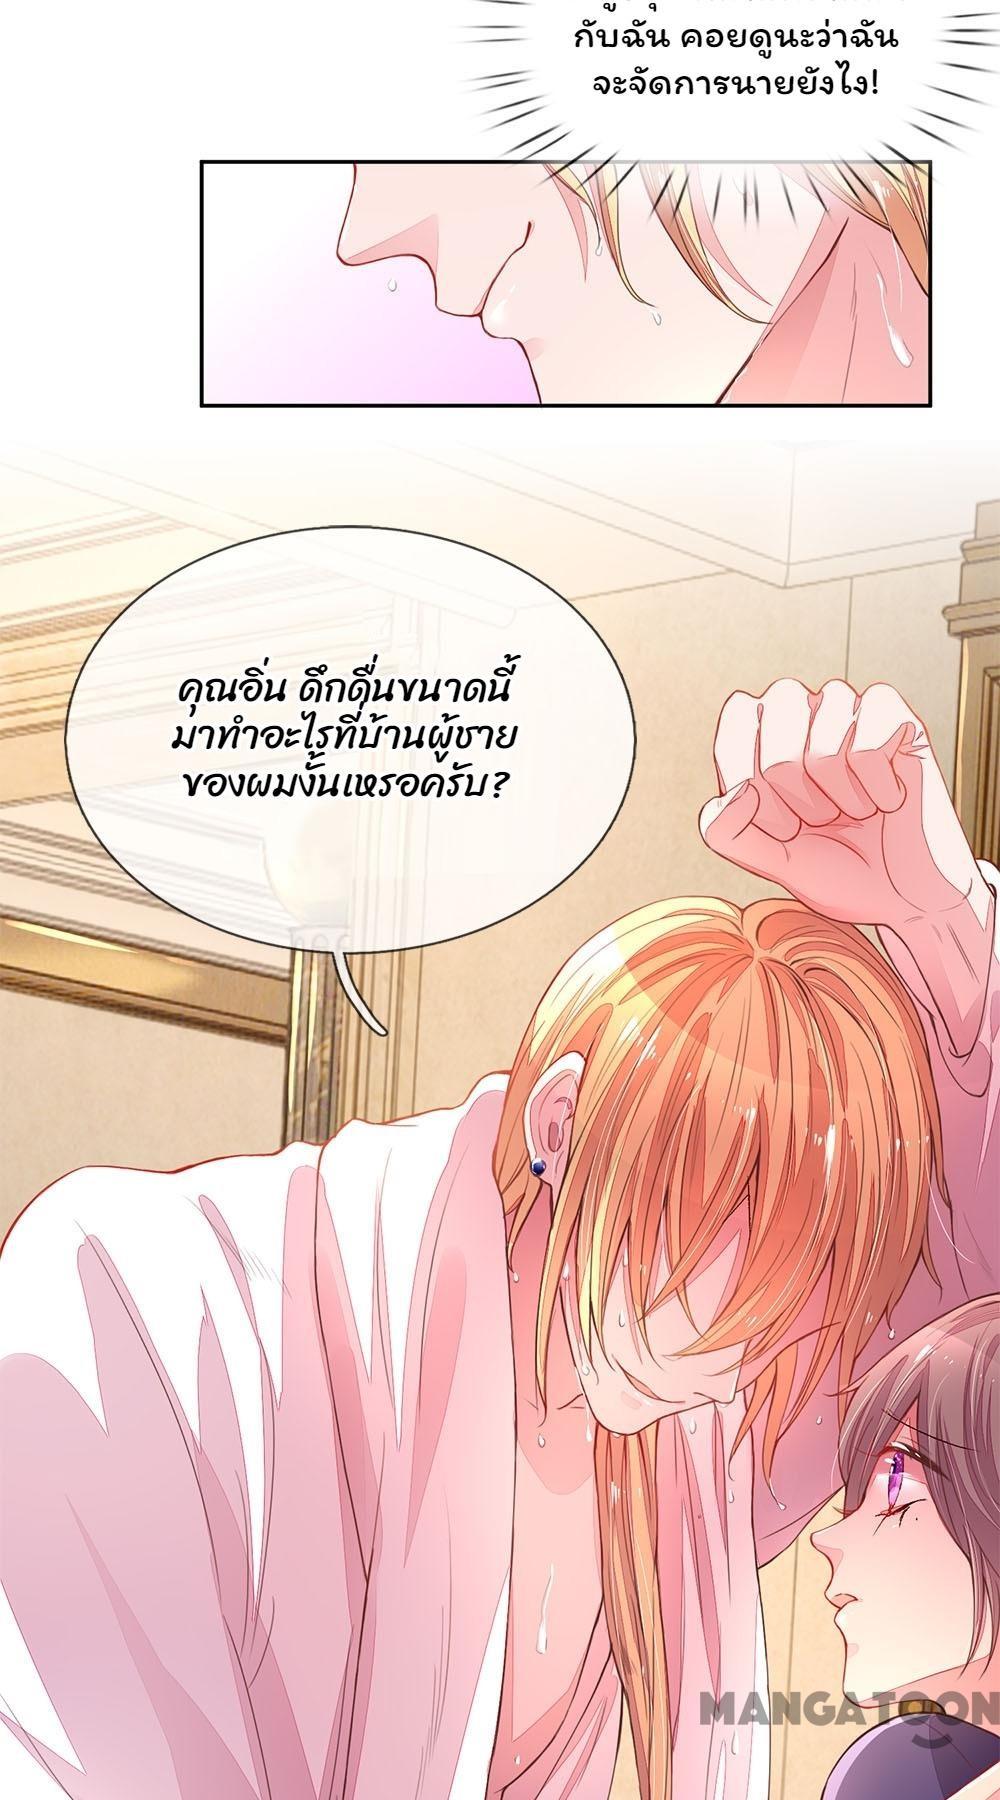 กับฉัน คอยดูนะว่าฉัน
จะจัดการนายยังไง!
คุณอิ่น ดึกดื่นขนาดนี้
มาทำอะไรที่บ้านผู้ชาย
ของผมงั้นเหรอครับ?
MANGATOON